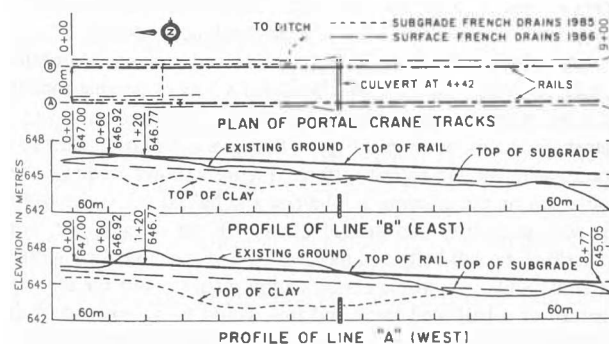 TO DITCH
SUBGRADE FRENCH DRAINS 1985
SURFACE FRENCH DRAINS 1986
0+00
9+00
N
B
60m
A
CULVERT AT 4+42
RAILS
PLAN OF PORTAL CRANE TRACKS
0+00
647.00
0+60
646.92
1+20
646.77
ELEVATION IN METRES
648
645
642
EXISTING GROUND
TOP OF RAIL
TOP OF SUBGRADE
TOP OF CLAY
60m
60m
PROFILE OF LINE "B" (EAST)
0+00
647.00
0+60
646.92
1+20
646.77
8+77
645.05
648
645
642
EXISTING GROUND
TOP OF RAIL
TOP OF SUBGRADE
TOP OF CLAY
60m
60m
PROFILE OF LINE "A" (WEST)